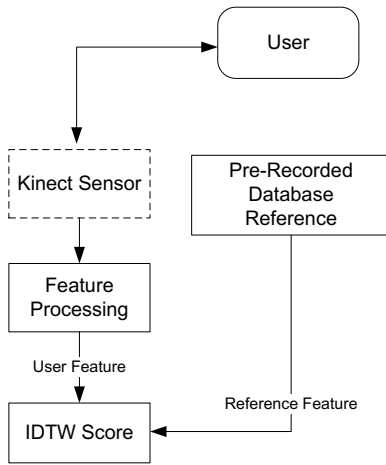 User
Kinect Sensor
Pre-Recorded
Database
Reference
Feature
Processing
User Feature
Reference Feature
IDTW Score